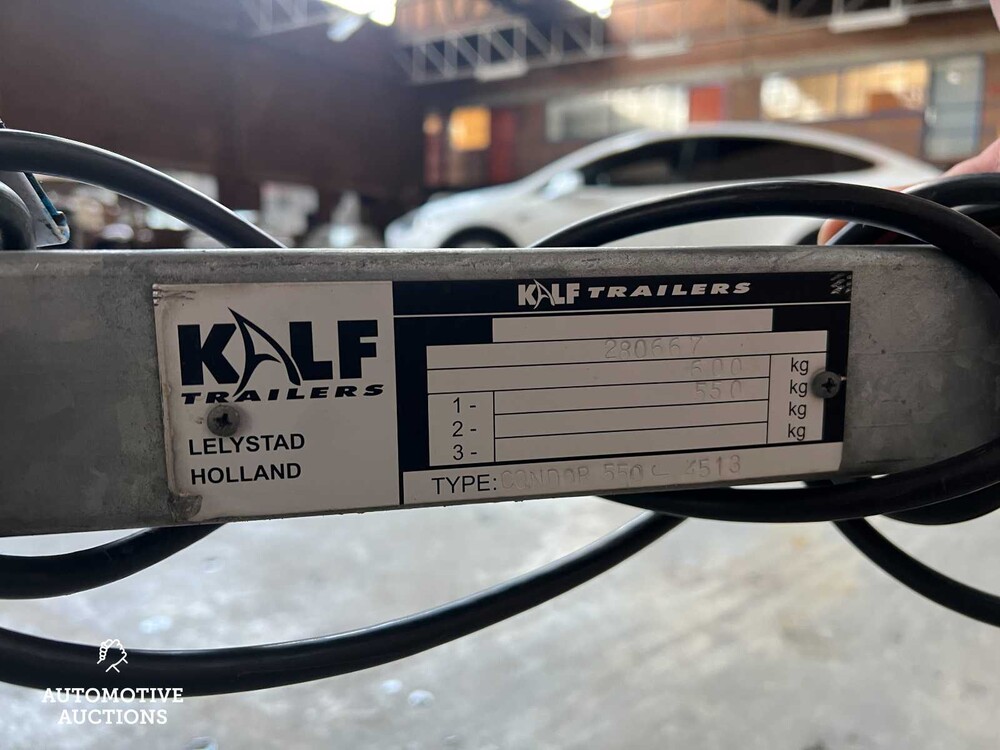 KALF
TRAILERS
LELYSTAD
HOLLAND
KALF TRAILERS
280667
600 kg
550 kg
1- kg
2- kg
3-
TYPE: CONDOR 550 4513
AUTOMOTIVE
AUCTIONS